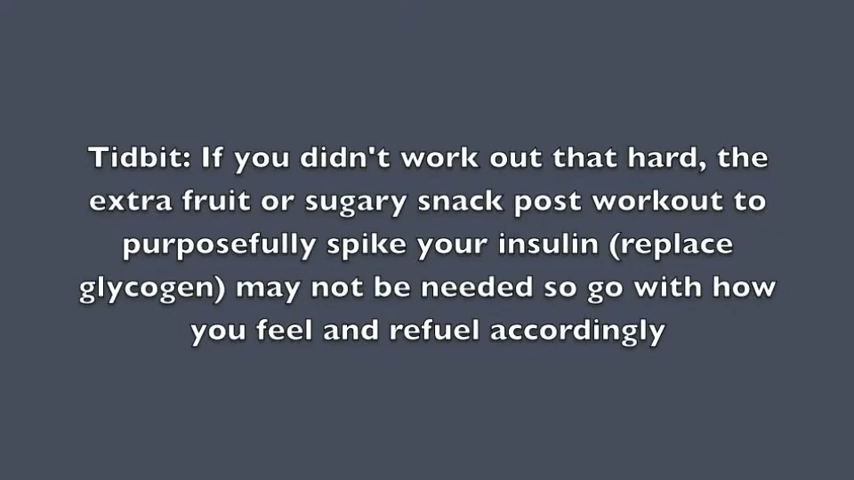 Tidbit: If you didn't work out that hard, the
extra fruit or sugary snack post workout to
purposefully spike your insulin (replace
glycogen) may not be needed so go with how
you feel and refuel accordingly